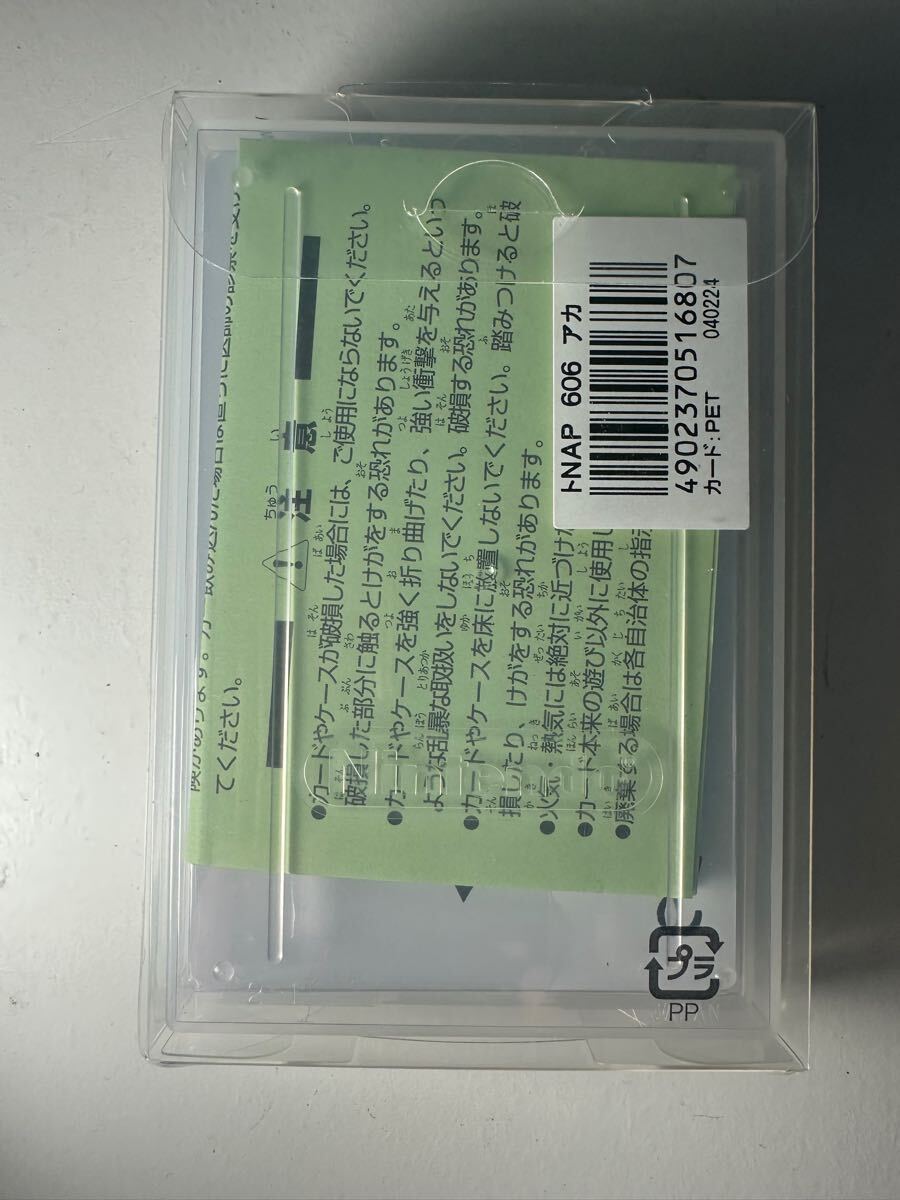 てください。
注意
ちゅう い
●カードやケースが破損した場合には、ご使用にならないでください。
破損した部分に触るとけがをする恐れがあります。
●カードやケースを強く折り曲げたり、強い衝撃を与えるという
ような乱暴な取扱いをしないでください。破損する恐れがあります。
●カードやケースを床に放置しないでください。踏みつけると破
損したり、けがをする恐れがあります。
●火気・熱気には絶対に近づけ
●カード本来の遊び以外に使用し
●廃棄する場合は各自治体の指
トNAP 606 アカ
4902370516807
040224
カード:PET
Nintendo
プラ
PP